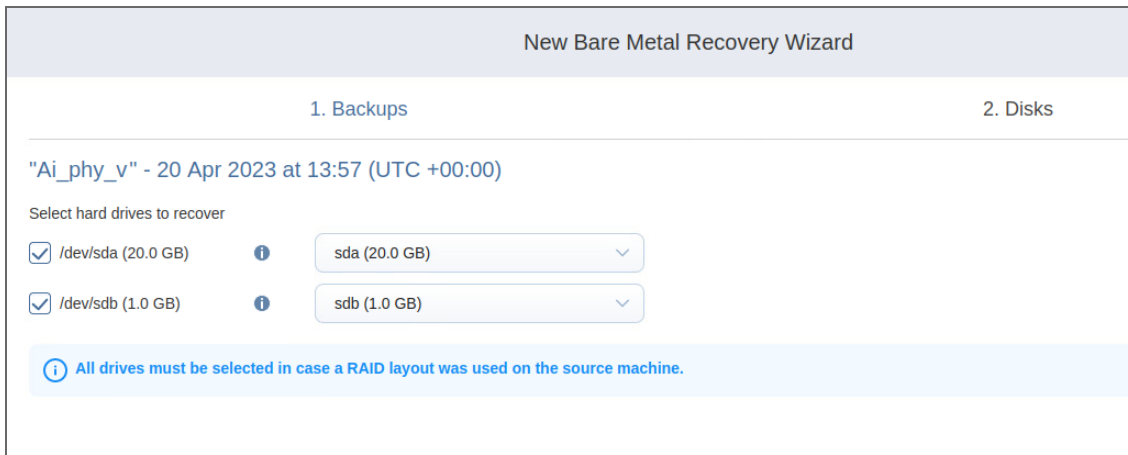 New Bare Metal Recovery Wizard
1. Backups 2. Disks
"Ai_phy_v" - 20 Apr 2023 at 13:57 (UTC +00:00)
Select hard drives to recover
/dev/sda (20.0 GB) sda (20.0 GB)
/dev/sdb (1.0 GB) sdb (1.0 GB)
All drives must be selected in case a RAID layout was used on the source machine.